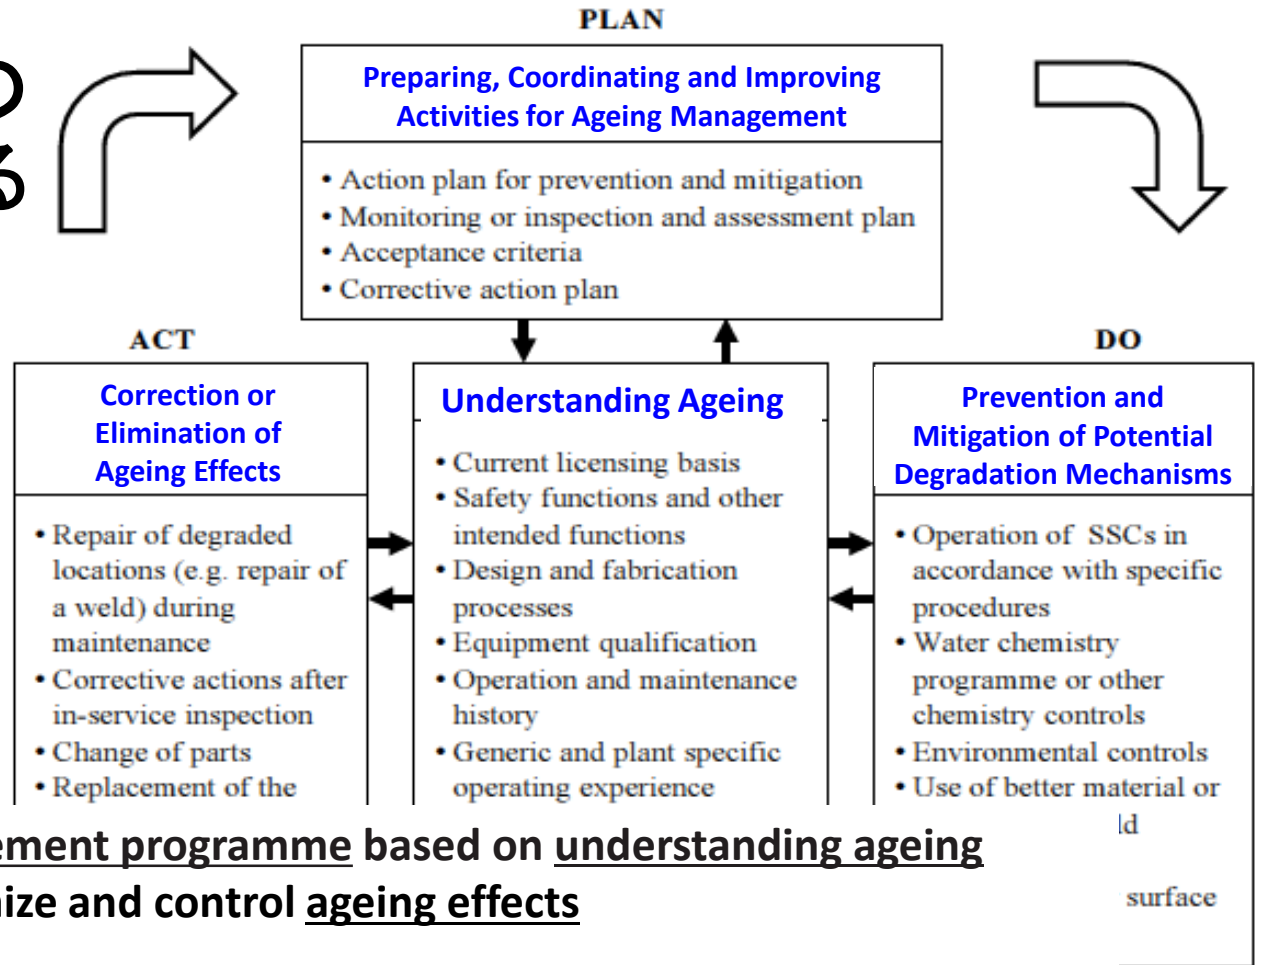 PLAN
Preparing, Coordinating and Improving
Activities for Ageing Management
• Action plan for prevention and mitigation
• Monitoring or inspection and assessment plan
• Acceptance criteria
• Corrective action plan
ACT
Correction or
Elimination of
Ageing Effects
• Repair of degraded
locations (e.g. repair of
a weld) during
maintenance
• Corrective actions after
in-service inspection
• Change of parts
• Replacement of the
Understanding Ageing
• Current licensing basis
• Safety functions and other
intended functions
• Design and fabrication
processes
• Equipment qualification
• Operation and maintenance
history
• Generic and plant specific
operating experience
DO
Prevention and
Mitigation of Potential
Degradation Mechanisms
• Operation of SSCs in
accordance with specific
procedures
• Water chemistry
programme or other
chemistry controls
• Environmental controls
• Use of better material or
ld
surface
ement programme based on understanding ageing
ize and control ageing effects